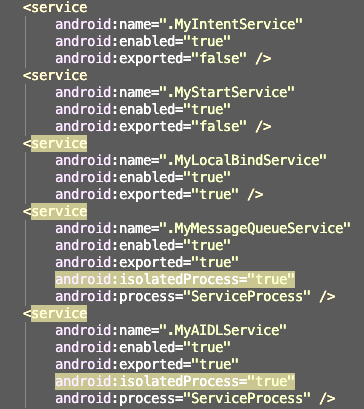 <service
android:name=".MyIntentService"
android:enabled="true"
android:exported="false" />
<service
android:name=".MyStartService"
android:enabled="true"
android:exported="false" />
<service
android:name=".MyLocalBindService"
android:enabled="true"
android:exported="true" />
<service
android:name=".MyMessageQueueService"
android:enabled="true"
android:exported="true"
android:isolatedProcess="true"
android:process="ServiceProcess" />
<service
android:name=".MyAIDLService"
android:enabled="true"
android:exported="true"
android:isolatedProcess="true"
android:process="ServiceProcess" />